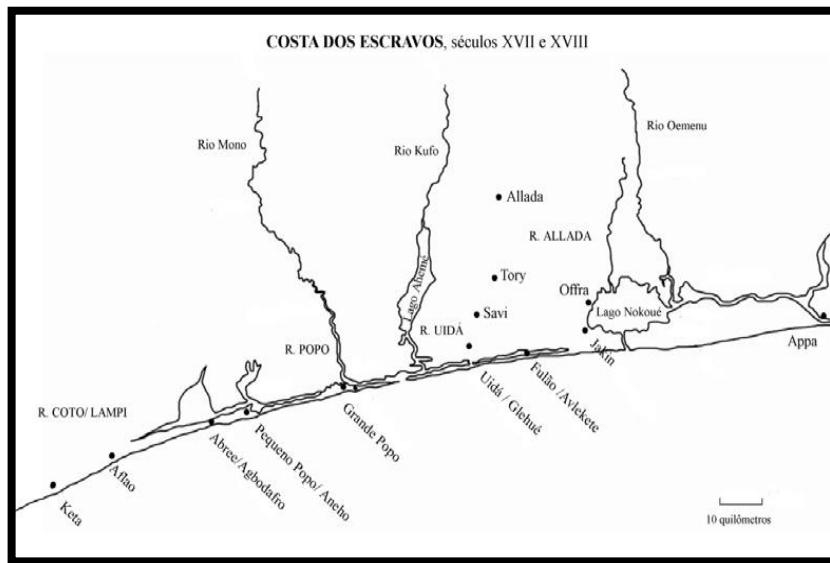 COSTA DOS ESCRAVOS, séculos XVII e XVIII
Rio Mono
Rio Kufo
Rio Oemenu
Allada
R. ALLADA
Tory
Lago Ahemé
Offra
Savi
Lago Nokoué
R. UIDÁ
Appa
R. POPO
Jakin
Fulão /Avlekete
Uidá / Glehué
Grande Popo
R. COTO/ LAMPI
Pequeno Popo/ Aneho
Abree/Agbodafro
Aflao
Keta
10 quilômetros